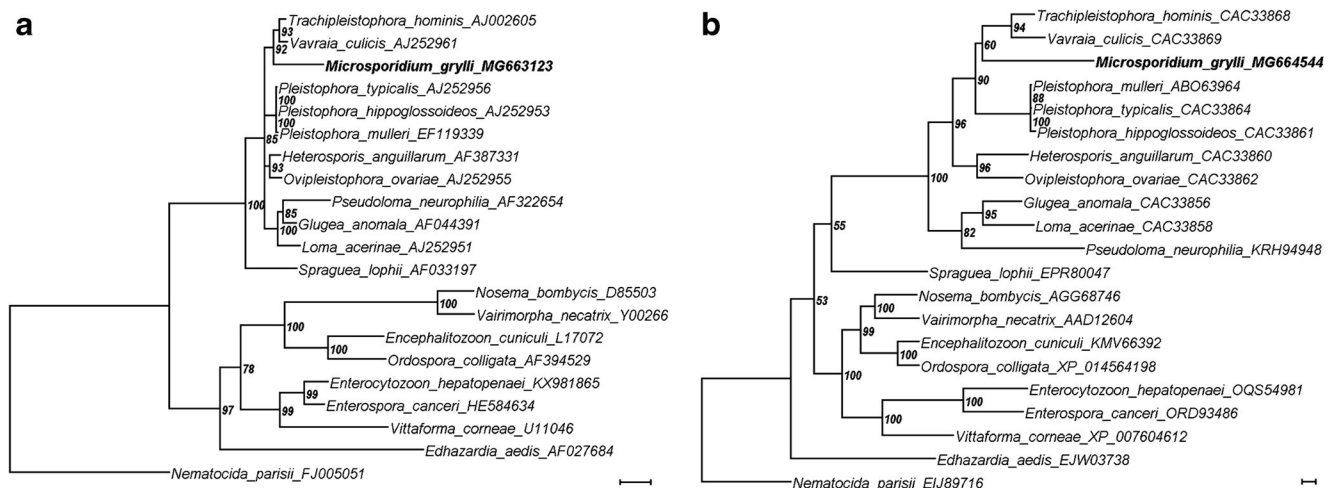 a
Trachipleistophora_hominis_AJ002605
93
Vavraia_culicis_AJ252961
92
Microsporidium_grylli_MG663123
Pleistophora_typicalis_AJ252956
100
Pleistophora_hippoglossoideos_AJ252953
100
Pleistophora_mulleri_EF119339
85
Heterosporis_anguillarum_AF387331
93
Ovipleistophora_ovariae_AJ252955
Pseudoloma_neurophilia_AF322654
100
85
Glugea_anomala_AF044391
100
Loma_acerinae_AJ252951
Spraguea_lophii_AF033197
Nosema_bombycis_D85503
100
Vairimorpha_necatrix_Y00266
100
Encephalitozoon_cuniculi_L17072
100
Ordospora_colligata_AF394529
78
Enterocytozoon_hepatopenaei_KX981865
99
Enterospora_canceri_HE584634
97
99
Vittaforma_corneae_U11046
Edhazardia_aedis_AF027684
Nematocida_parisii_FJ005051
b
Trachipleistophora_hominis_CAC33868
94
Vavraia_culicis_CAC33869
60
Microsporidium_grylli_MG664544
90
Pleistophora_mulleri_ABO63964
88
Pleistophora_typicalis_CAC33864
100
96
Pleistophora_hippoglossoideos_CAC33861
Heterosporis_anguillarum_CAC33860
96
100
Ovipleistophora_ovariae_CAC33862
Glugea_anomala_CAC33856
95
55
Loma_acerinae_CAC33858
82
Pseudoloma_neurophilia_KRH94948
Spraguea_lophii_EPR80047
Nosema_bombycis_AGG68746
53
100
Vairimorpha_necatrix_AAD12604
99
Encephalitozoon_cuniculi_KMV66392
100
Ordospora_colligata_XP_014564198
100
Enterocytozoon_hepatopenaei_OQS54981
100
Enterospora_canceri_ORD93486
100
Vittaforma_corneae_XP_007604612
Edhazardia_aedis_EJW03738
Nematocida_parisii_EIJ89716